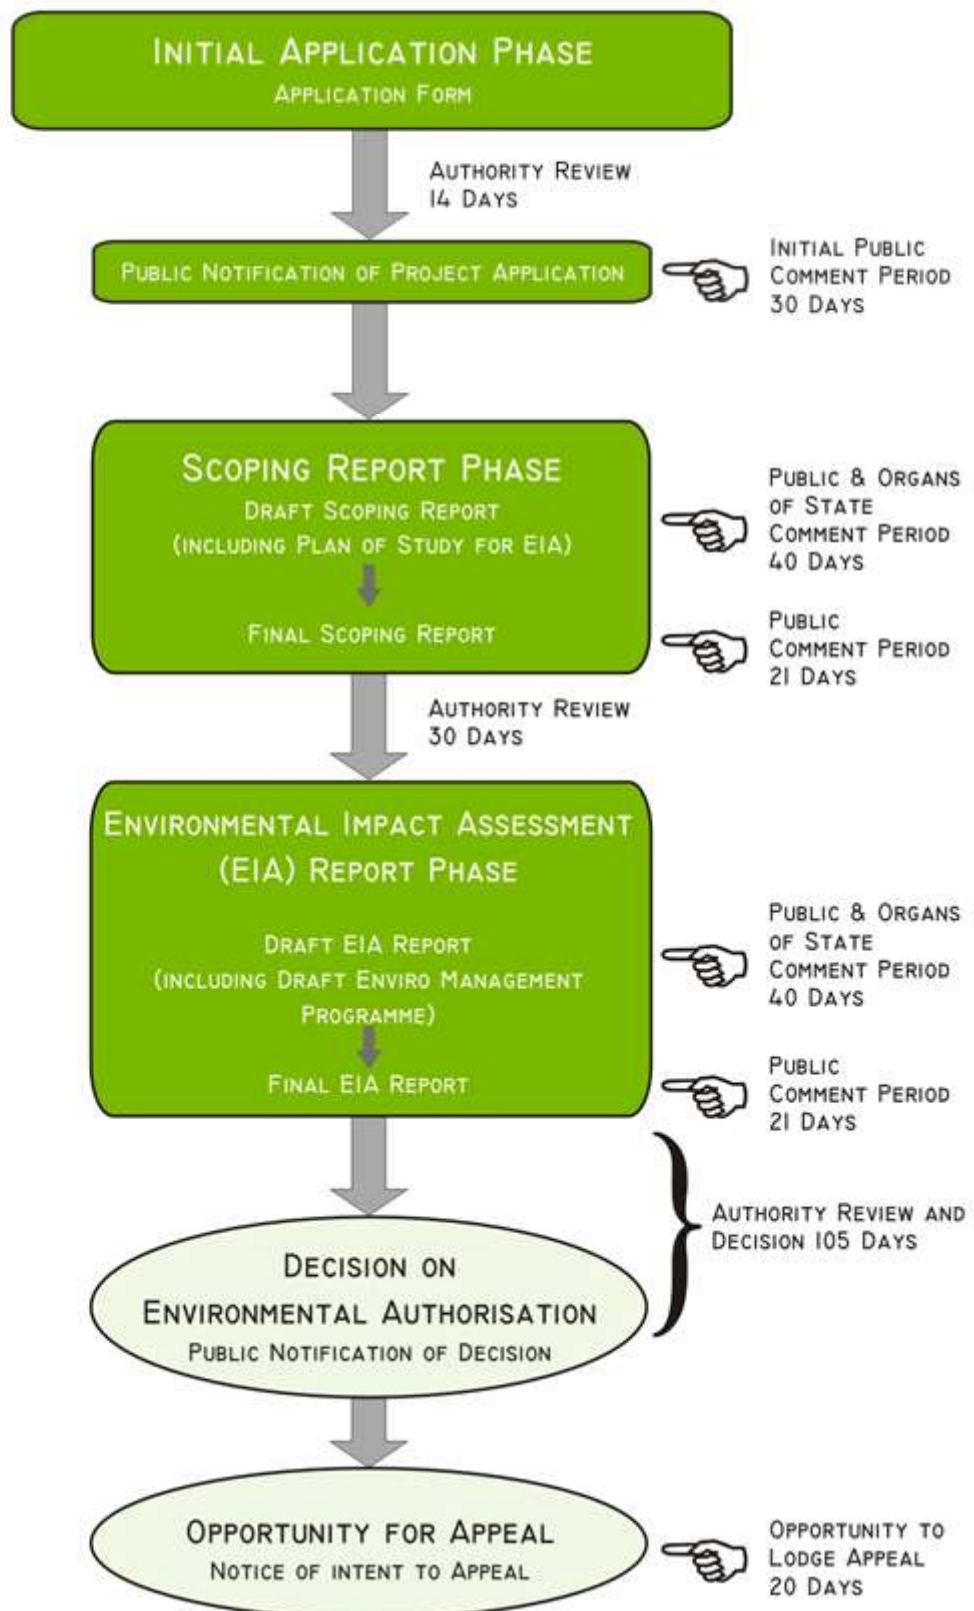 INITIAL APPLICATION PHASE
APPLICATION FORM
AUTHORITY REVIEW
14 DAYS
PUBLIC NOTIFICATION OF PROJECT APPLICATION
INITIAL PUBLIC
COMMENT PERIOD
30 DAYS
SCOPING REPORT PHASE
DRAFT SCOPING REPORT
(INCLUDING PLAN OF STUDY FOR EIA)
FINAL SCOPING REPORT
PUBLIC & ORGANS
OF STATE
COMMENT PERIOD
40 DAYS
PUBLIC
COMMENT PERIOD
21 DAYS
AUTHORITY REVIEW
30 DAYS
ENVIRONMENTAL IMPACT ASSESSMENT
(EIA) REPORT PHASE
DRAFT EIA REPORT
(INCLUDING DRAFT ENVIRO MANAGEMENT
PROGRAMME)
FINAL EIA REPORT
PUBLIC & ORGANS
OF STATE
COMMENT PERIOD
40 DAYS
PUBLIC
COMMENT PERIOD
21 DAYS
AUTHORITY REVIEW AND
DECISION 105 DAYS
DECISION ON
ENVIRONMENTAL AUTHORISATION
PUBLIC NOTIFICATION OF DECISION
OPPORTUNITY FOR APPEAL
NOTICE OF INTENT TO APPEAL
OPPORTUNITY TO
LODGE APPEAL
20 DAYS